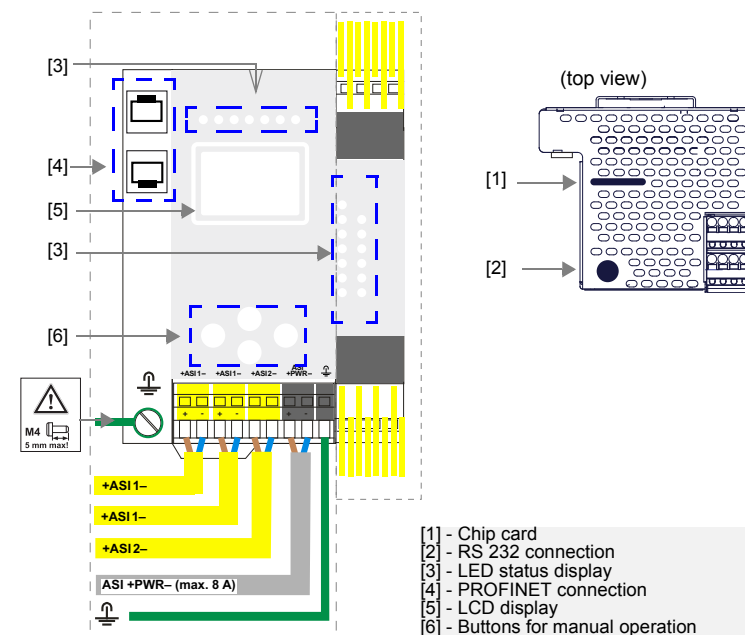 [3]
(top view)
[4]
[1]
[5]
[3]
[2]
[6]
+ASI1– +ASI1– +ASI2– ASI +PWR–
+ - + - + -
M4
5 mm max!
+ASI1–
+ASI1–
+ASI2–
ASI +PWR– (max. 8 A)
[1] - Chip card
[2] - RS 232 connection
[3] - LED status display
[4] - PROFINET connection
[5] - LCD display
[6] - Buttons for manual operation